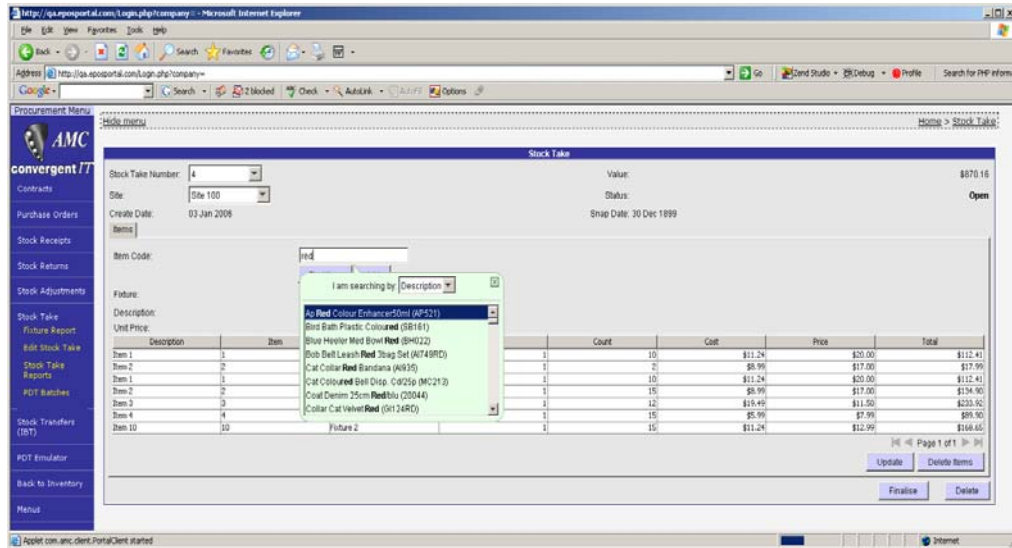 http://qa.eposportal.com/Login.php?company= - Microsoft Internet Explorer
File Edit View Favorites Tools Help
Back Search Favorites
Address http://qa.eposportal.com/Login.php?company= Go Zend Studio Debug Profile Search for PHP inform
Google Search 2 blocked Check AutoLink AutoFill Options
Procurement Menu
Hide menu Home > Stock Take
AMC
convergent IT
Contracts
Purchase Orders
Stock Receipts
Stock Returns
Stock Adjustments
Stock Take
Fixture Report
Edit Stock Take
Stock Take
Reports
PDT Batches
Stock Transfers
(IBT)
PDT Emulator
Back to Inventory
Menus
Stock Take
Stock Take Number: 4 Value: $870.16
Site: Site 100 Status: Open
Create Date: 03 Jan 2006 Snap Date: 30 Dec 1899
Items
Item Code: red
I am searching by Description
Fixture:
Description:
Unit Price:
Ap Red Colour Enhancer50ml (AP521)
Bird Bath Plastic Coloured (SB161)
Blue Heeler Med Bowl Red (BH022)
Bob Belt Leash Red 3bag Set (AI749RD)
Cat Collar Red Bandana (AI935)
Cat Coloured Bell Disp. Cd/25p (MC213)
Coat Denim 25cm Red/blu (20044)
Collar Cat Velvet Red (GI124RD)
Description Item Count Cost Price Total
Item 1 1 1 10 $11.24 $20.00 $112.41
Item 2 2 1 2 $8.99 $17.00 $17.99
Item 1 1 1 10 $11.24 $20.00 $112.41
Item 2 2 1 15 $8.99 $17.00 $134.90
Item 3 3 1 12 $19.49 $11.50 $233.92
Item 4 4 1 15 $5.99 $7.99 $89.90
Item 10 10 Fixture 2 1 15 $11.24 $12.99 $168.65
Page 1 of 1
Update Delete Items
Finalise Delete
Applet com.amc.client.PortalClient started Internet